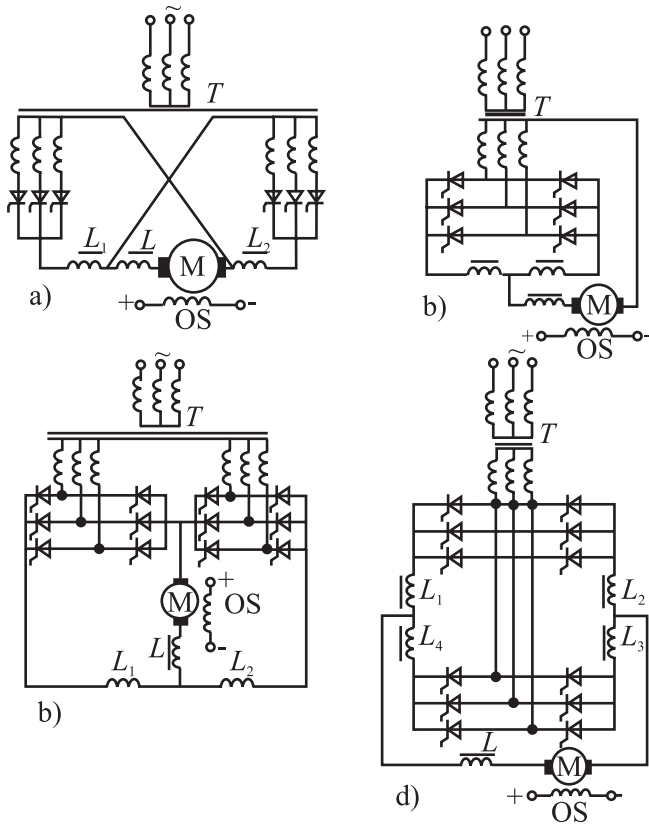 ~
T
L₁ L L₂
M
a)
+ OS -
T
M
b)
+ OS -
~
T
+
M OS
-
L
L₁ L₂
b)
~
T
L₁ L₂
L₄ L₃
L
M
d)
+ OS -